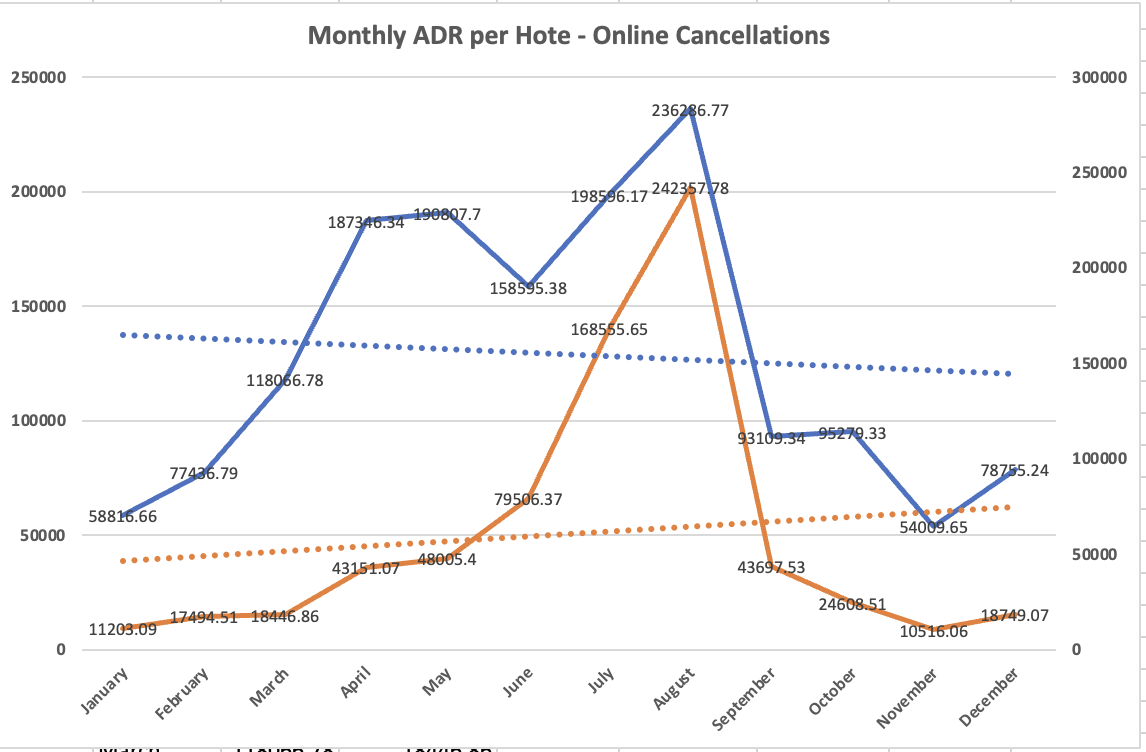 Monthly ADR per Hote - Online Cancellations
250000
200000
150000
100000
50000
0
300000
250000
200000
150000
100000
50000
0
58816.66
77436.79
118066.78
187346.34
190807.7
158595.38
198596.17
236286.77
93109.34
95279.33
54009.65
78755.24
11203.09
17494.51
18446.86
43151.07
48005.4
79506.37
168555.65
242357.78
43697.53
24608.51
10516.06
18749.07
January
February
March
April
May
June
July
August
September
October
November
December